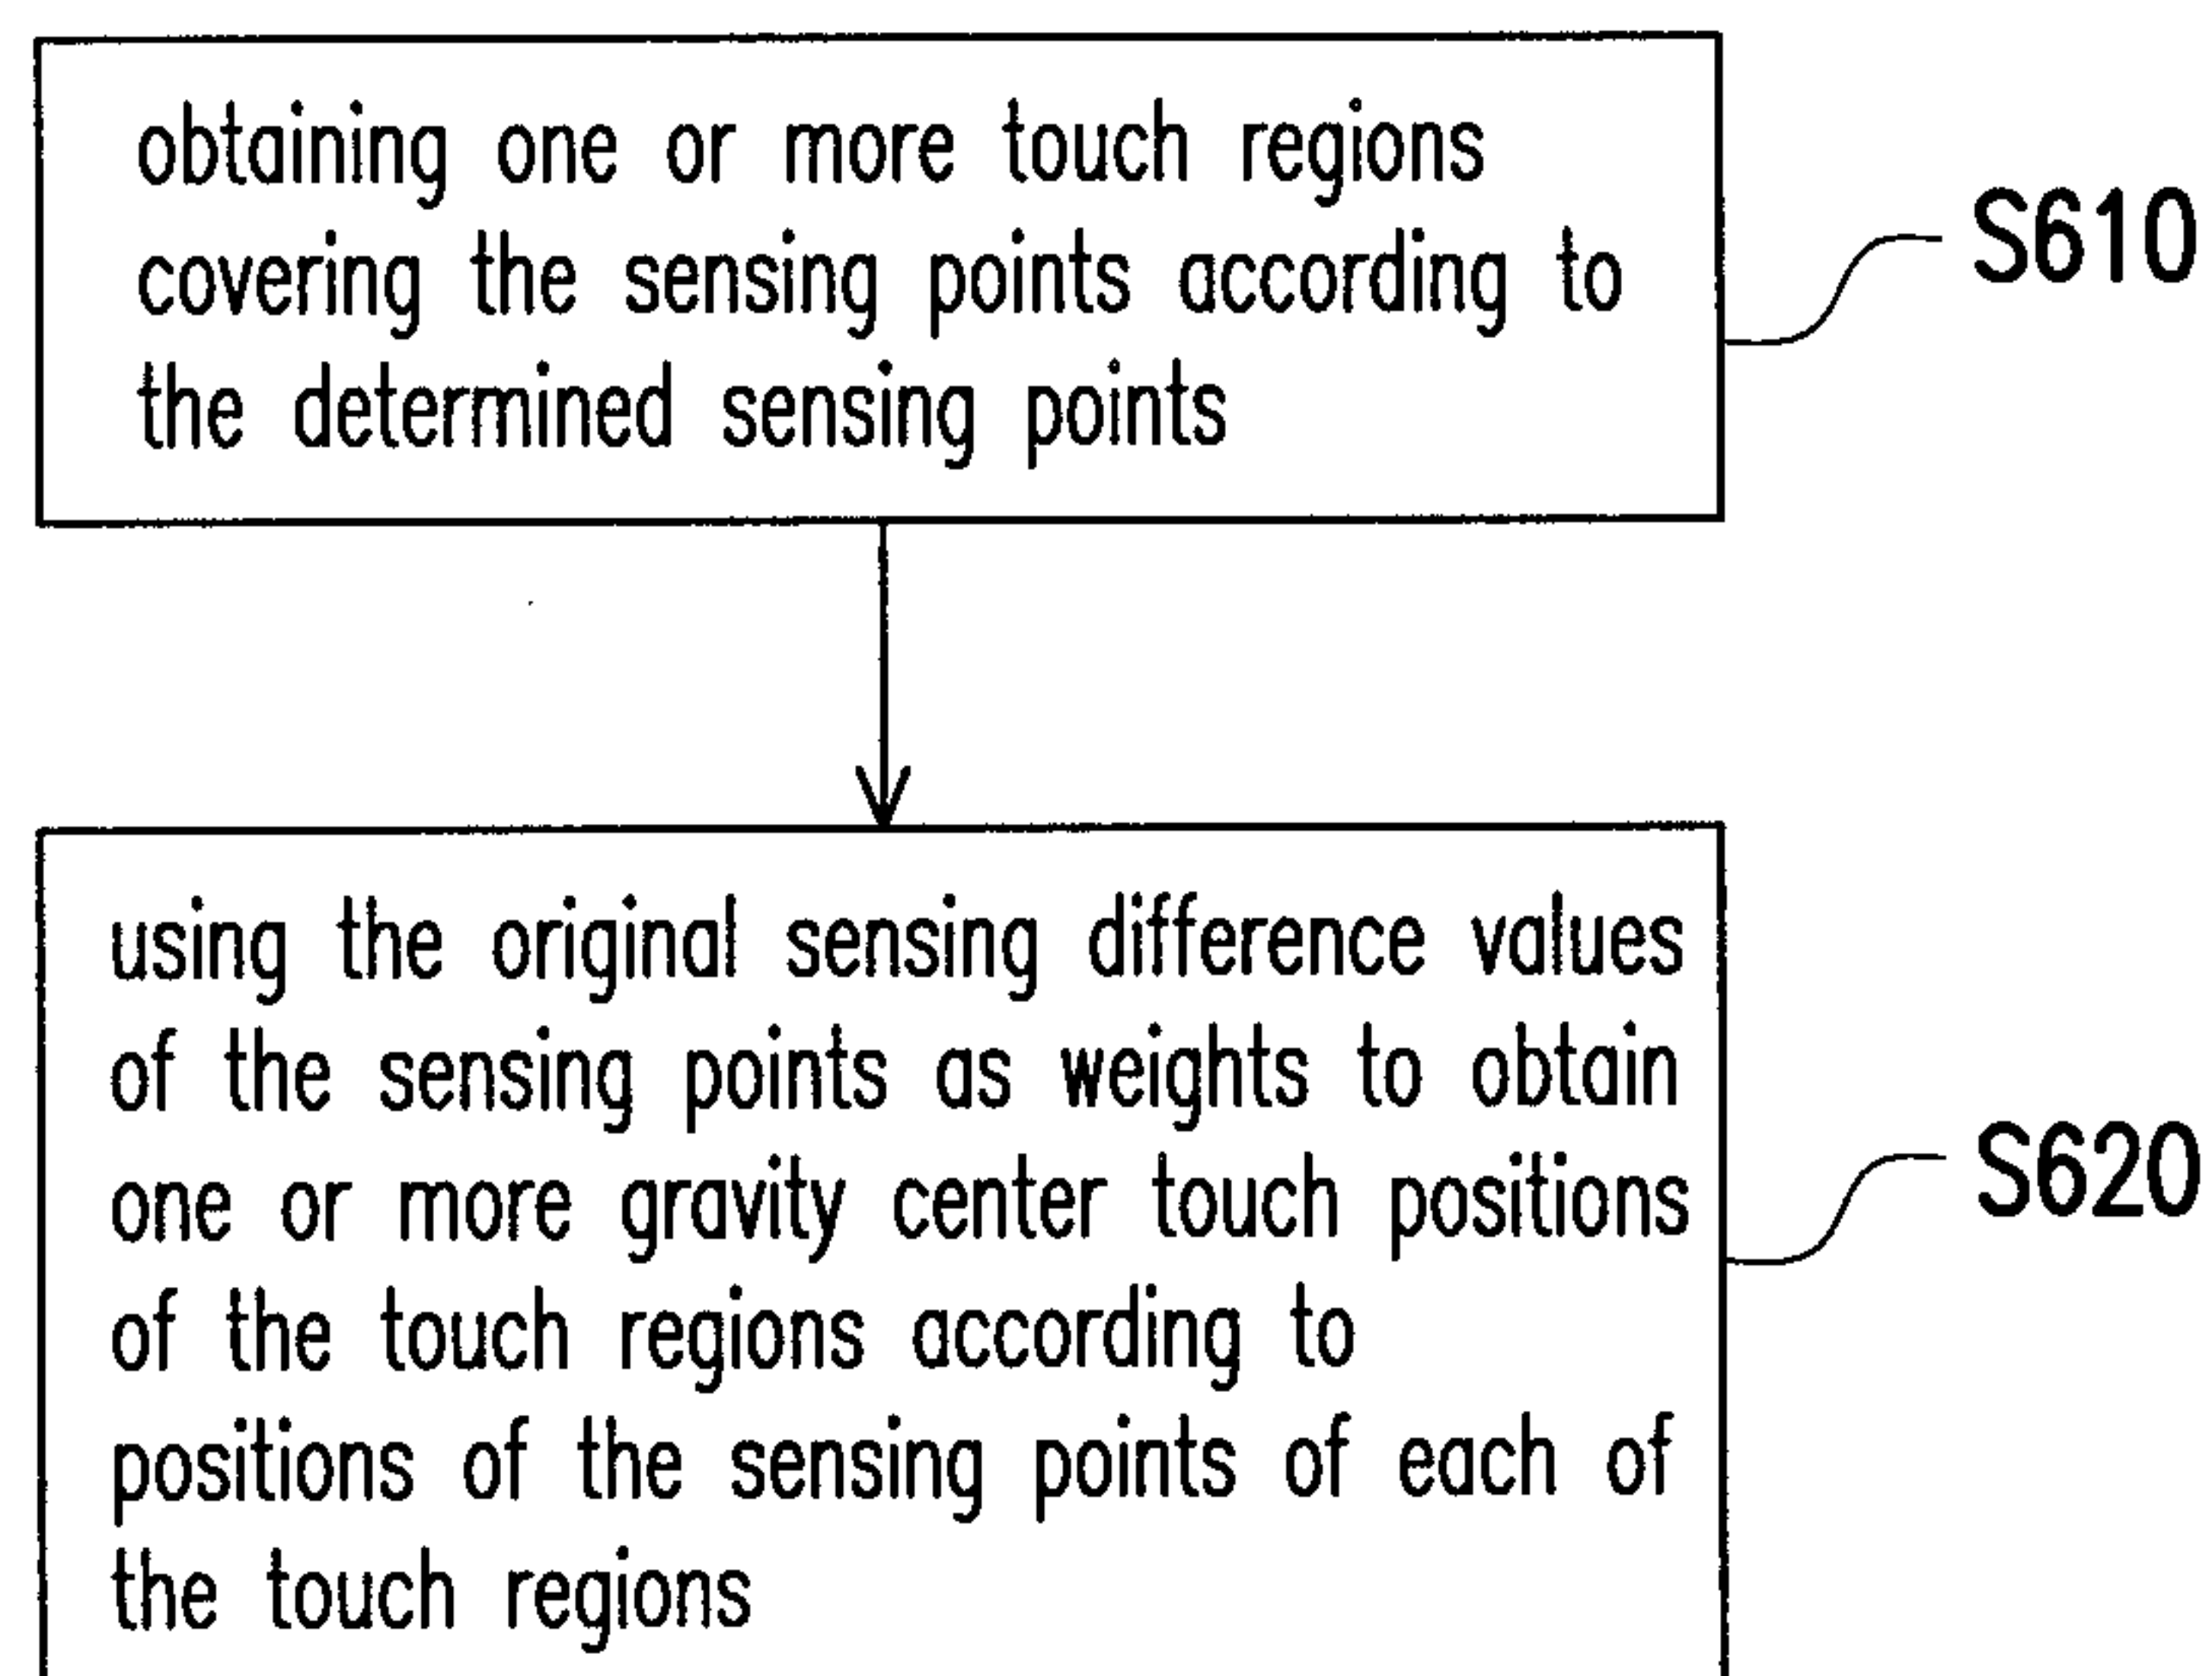 obtaining one or more touch regions
covering the sensing points according to
the determined sensing points
S610
using the original sensing difference values
of the sensing points as weights to obtain
one or more gravity center touch positions
of the touch regions according to
positions of the sensing points of each of
the touch regions
S620